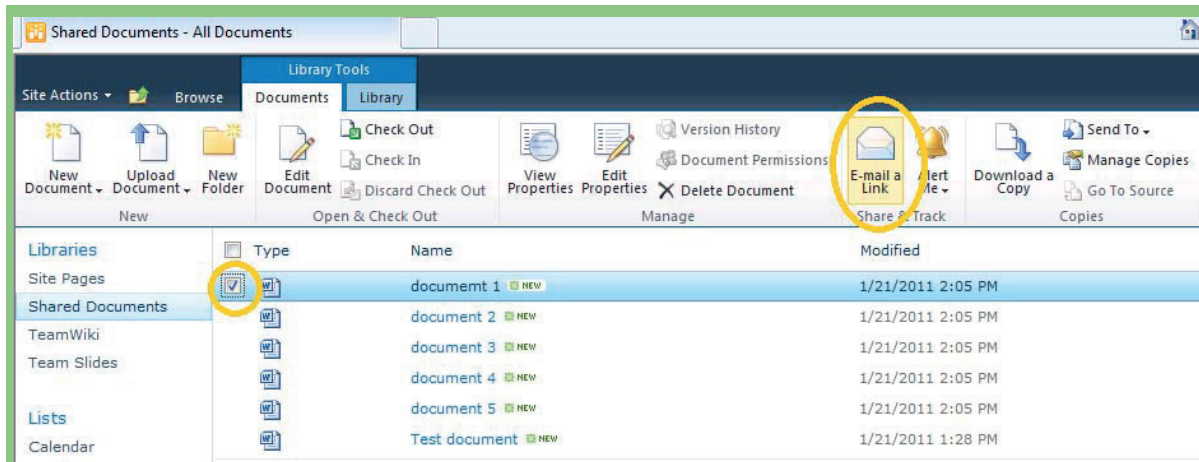 Shared Documents - All Documents
Library Tools
Site Actions Browse Documents Library
New Document
Upload Document
New Folder
New
Edit Document
Check Out
Check In
Discard Check Out
Open & Check Out
View Properties
Edit Properties
Version History
Document Permissions
Delete Document
Manage
E-mail a Link
Alert Me
Share & Track
Download a Copy
Send To
Manage Copies
Go To Source
Copies
Libraries
Site Pages
Shared Documents
TeamWiki
Team Slides
Lists
Calendar
Type Name Modified
documemt 1 NEW 1/21/2011 2:05 PM
document 2 NEW 1/21/2011 2:05 PM
document 3 NEW 1/21/2011 2:05 PM
document 4 NEW 1/21/2011 2:05 PM
document 5 NEW 1/21/2011 2:05 PM
Test document NEW 1/21/2011 1:28 PM